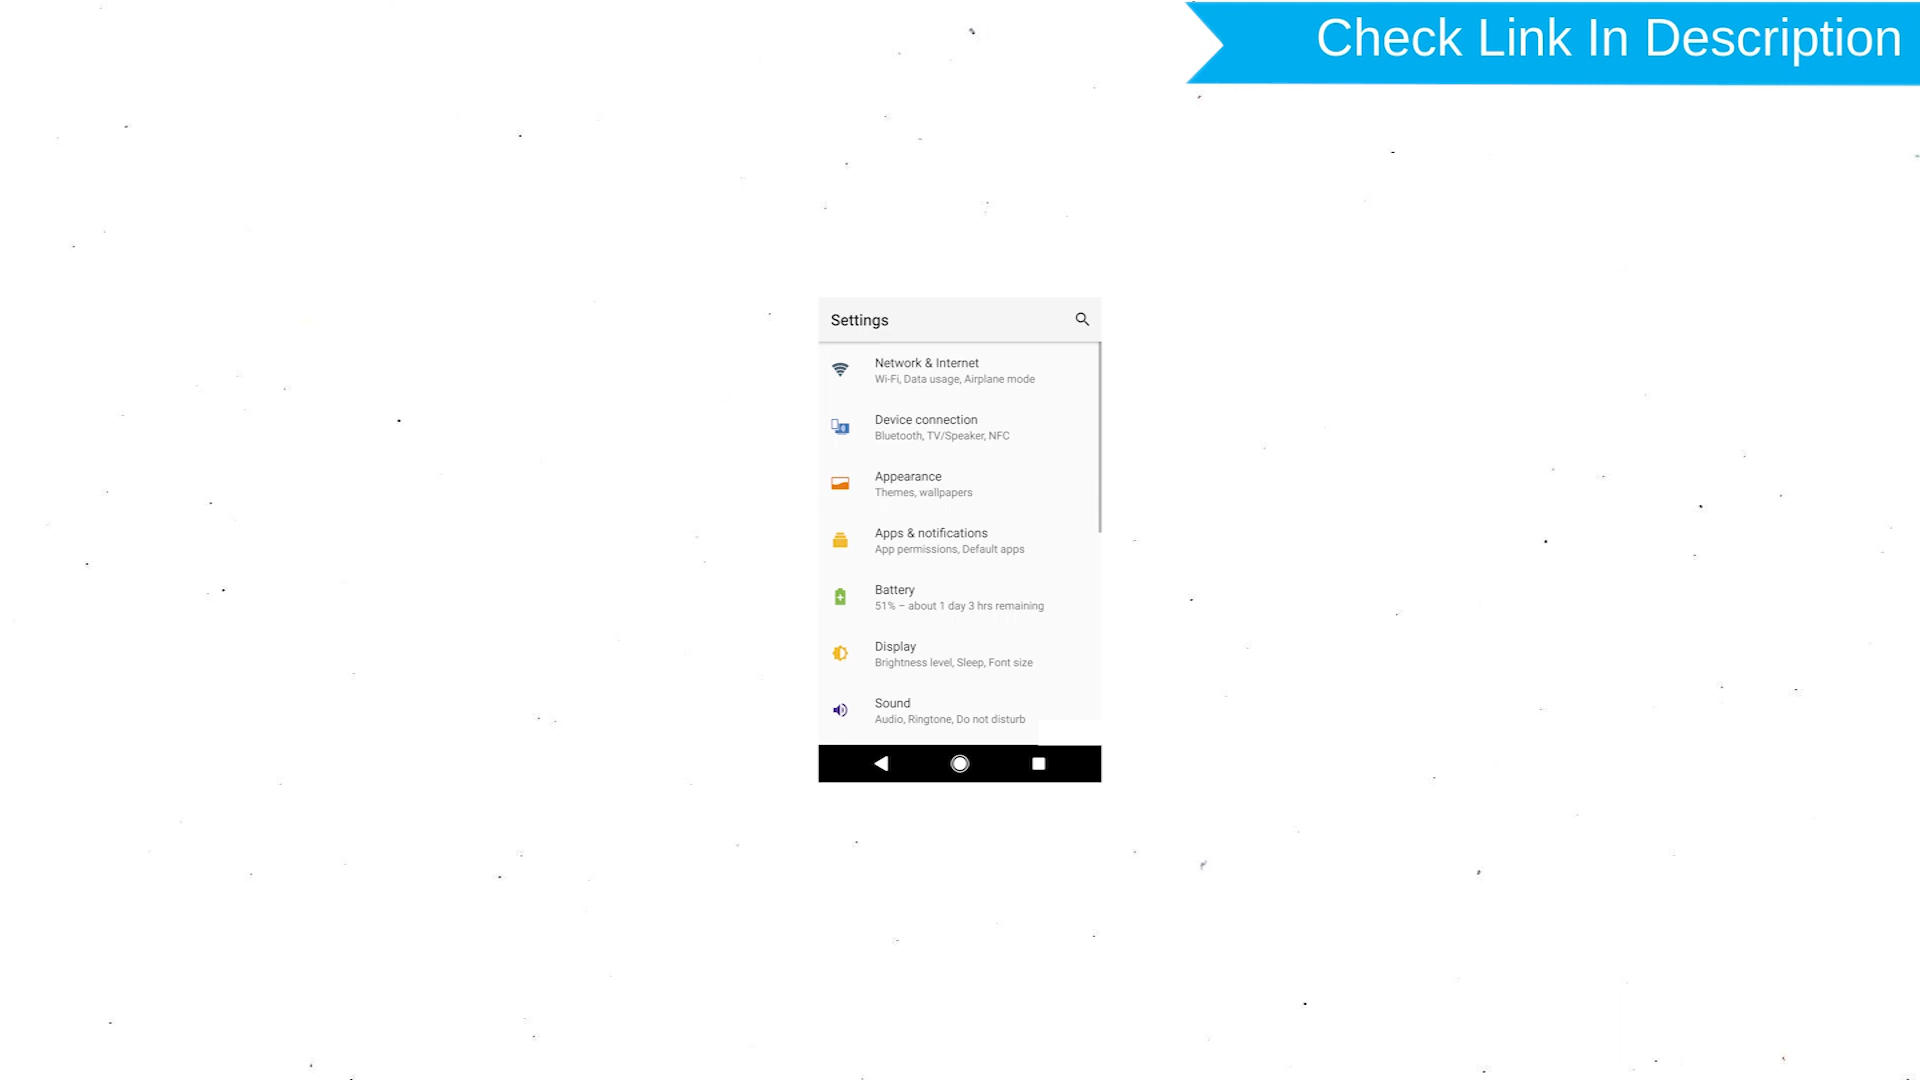 Check Link In Description
Settings
Network & Internet
Wi-Fi, Data usage, Airplane mode
Device connection
Bluetooth, TV/Speaker, NFC
Appearance
Themes, wallpapers
Apps & notifications
App permissions, Default apps
Battery
51% – about 1 day 3 hrs remaining
Display
Brightness level, Sleep, Font size
Sound
Audio, Ringtone, Do not disturb